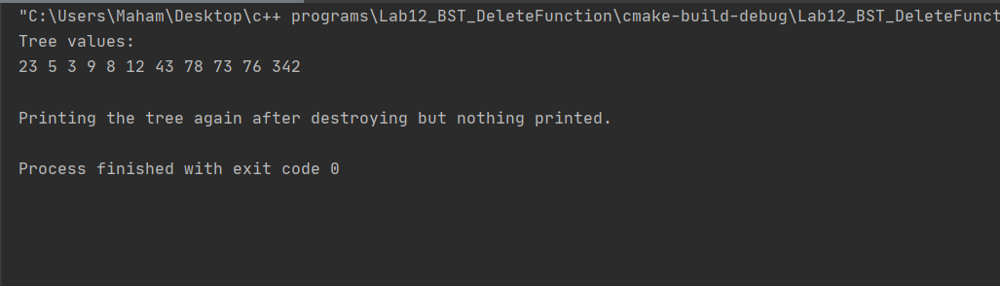 "C:\Users\Maham\Desktop\c++ programs\Lab12_BST_DeleteFunction\cmake-build-debug\Lab12_BST_DeleteFunct
Tree values:
23 5 3 9 8 12 43 78 73 76 342
Printing the tree again after destroying but nothing printed.
Process finished with exit code 0